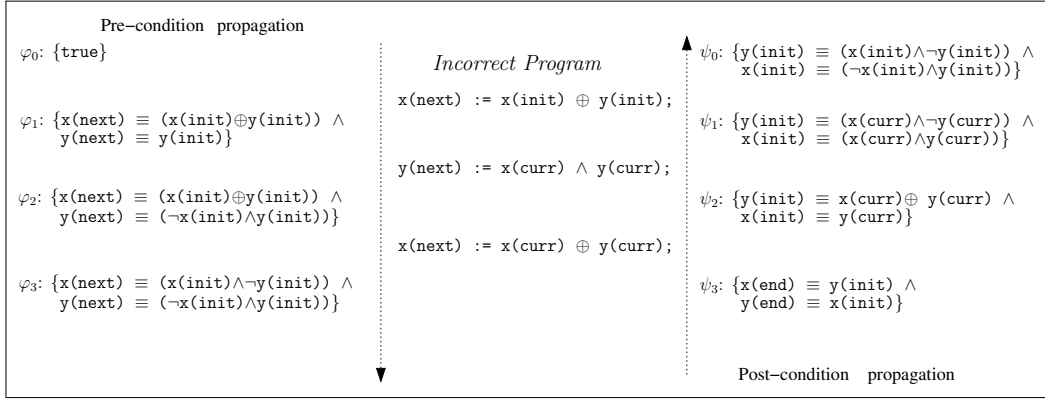 Pre−condition propagation
φ0: {true}
φ1: {x(next) ≡ (x(init)⊕y(init)) ∧
y(next) ≡ y(init)}
φ2: {x(next) ≡ (x(init)⊕y(init)) ∧
y(next) ≡ (¬x(init)∧y(init))}
φ3: {x(next) ≡ (x(init)∧¬y(init)) ∧
y(next) ≡ (¬x(init)∧y(init))}
Incorrect Program
x(next) := x(init) ⊕ y(init);
y(next) := x(curr) ∧ y(curr);
x(next) := x(curr) ⊕ y(curr);
ψ0: {y(init) ≡ (x(init)∧¬y(init)) ∧
x(init) ≡ (¬x(init)∧y(init))}
ψ1: {y(init) ≡ (x(curr)∧¬y(curr)) ∧
x(init) ≡ (x(curr)∧y(curr))}
ψ2: {y(init) ≡ x(curr)⊕ y(curr) ∧
x(init) ≡ y(curr)}
ψ3: {x(end) ≡ y(init) ∧
y(end) ≡ x(init)}
Post−condition propagation